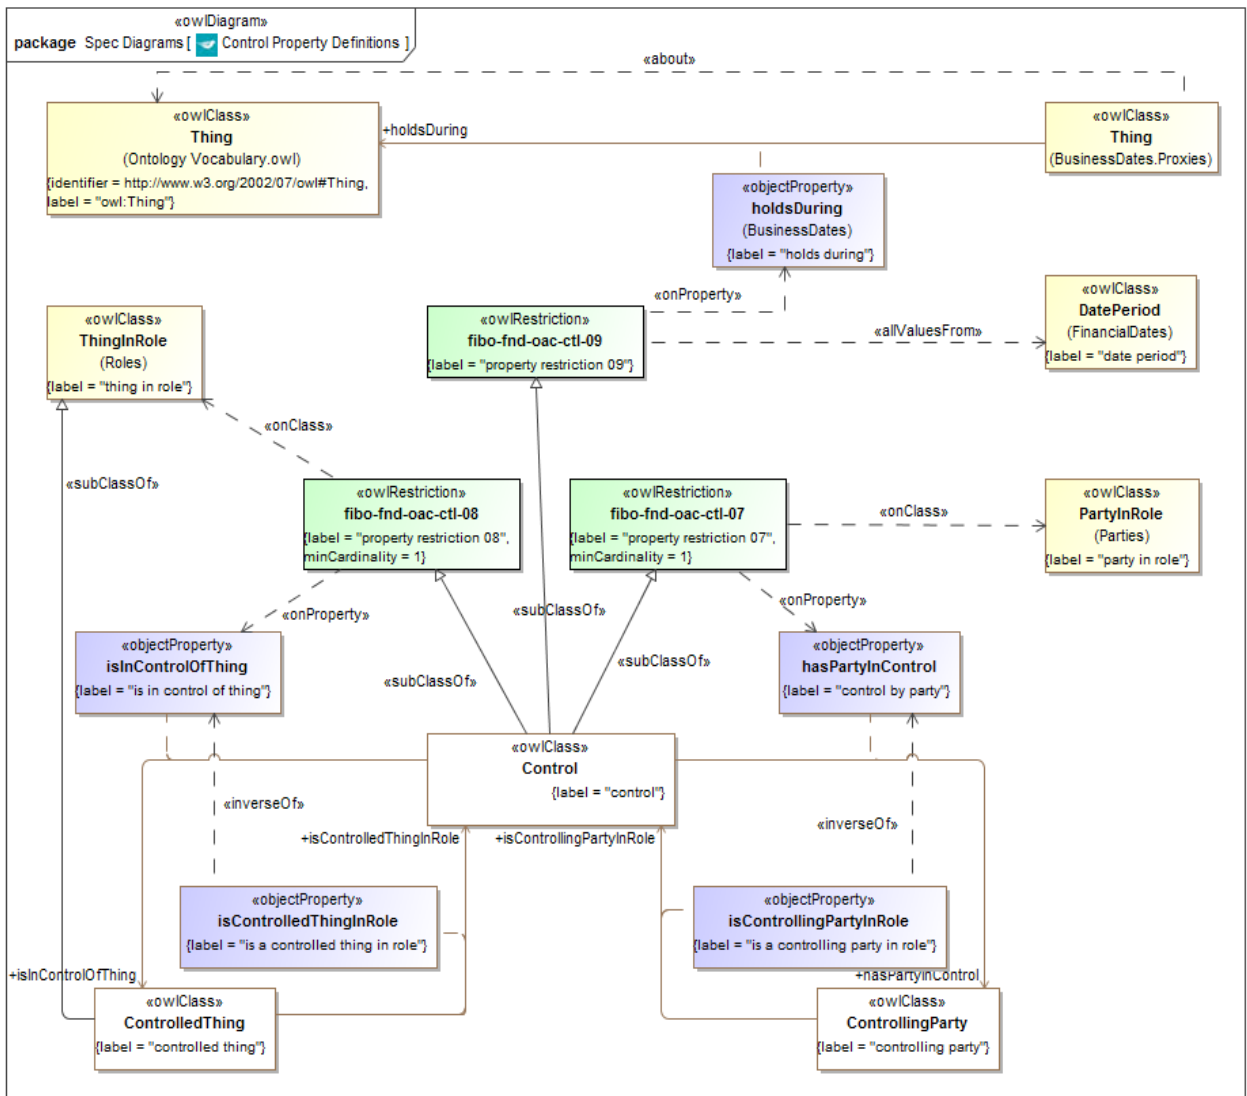 «owlDiagram»
package Spec Diagrams [ Control Property Definitions ]
«about»
«owlClass»
Thing
(Ontology Vocabulary.owl)
{identifier = http://www.w3.org/2002/07/owl#Thing,
label = "owl:Thing"}
+holdsDuring
«owlClass»
Thing
(BusinessDates.Proxies)
«objectProperty»
holdsDuring
(BusinessDates)
{label = "holds during"}
«onProperty»
«owlClass»
DatePeriod
(FinancialDates)
{label = "date period"}
«owlClass»
ThingInRole
(Roles)
{label = "thing in role"}
«owlRestriction»
fibo-fnd-oac-ctl-09
{label = "property restriction 09"}
«allValuesFrom»
«onClass»
«subClassOf»
«owlRestriction»
fibo-fnd-oac-ctl-08
{label = "property restriction 08",
minCardinality = 1}
«owlRestriction»
fibo-fnd-oac-ctl-07
{label = "property restriction 07",
minCardinality = 1}
«onClass»
«owlClass»
PartyInRole
(Parties)
{label = "party in role"}
«onProperty»
«subClassOf»
«onProperty»
«objectProperty»
isInControlOfThing
{label = "is in control of thing"}
«subClassOf»
«subClassOf»
«objectProperty»
hasPartyInControl
{label = "control by party"}
«owlClass»
Control
{label = "control"}
«inverseOf»
«inverseOf»
+isControlledThingInRole
+isControllingPartyInRole
«objectProperty»
isControlledThingInRole
{label = "is a controlled thing in role"}
«objectProperty»
isControllingPartyInRole
{label = "is a controlling party in role"}
+isInControlOfThing
+hasPartyInControl
«owlClass»
ControlledThing
{label = "controlled thing"}
«owlClass»
ControllingParty
{label = "controlling party"}